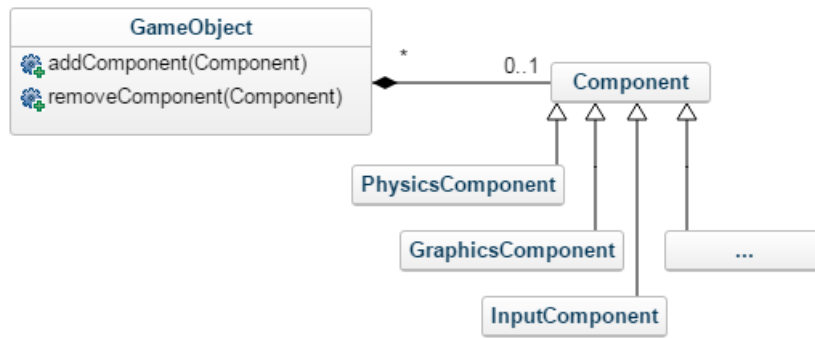 GameObject
addComponent(Component)
removeComponent(Component)
*
0..1
Component
PhysicsComponent
GraphicsComponent
...
InputComponent